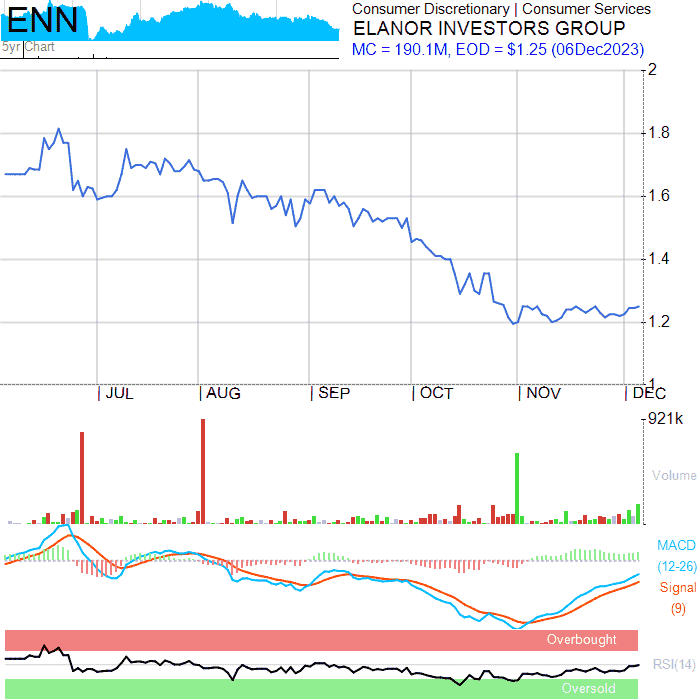 ENN
5yr Chart
Consumer Discretionary | Consumer Services
ELANOR INVESTORS GROUP
MC = 190.1M, EOD = $1.25 (06Dec2023)
2
1.8
1.6
1.4
1.2
1
JUL AUG SEP OCT NOV DEC
921k
Volume
MACD
(12-26)
Signal
(9)
Overbought
RSI(14)
Oversold